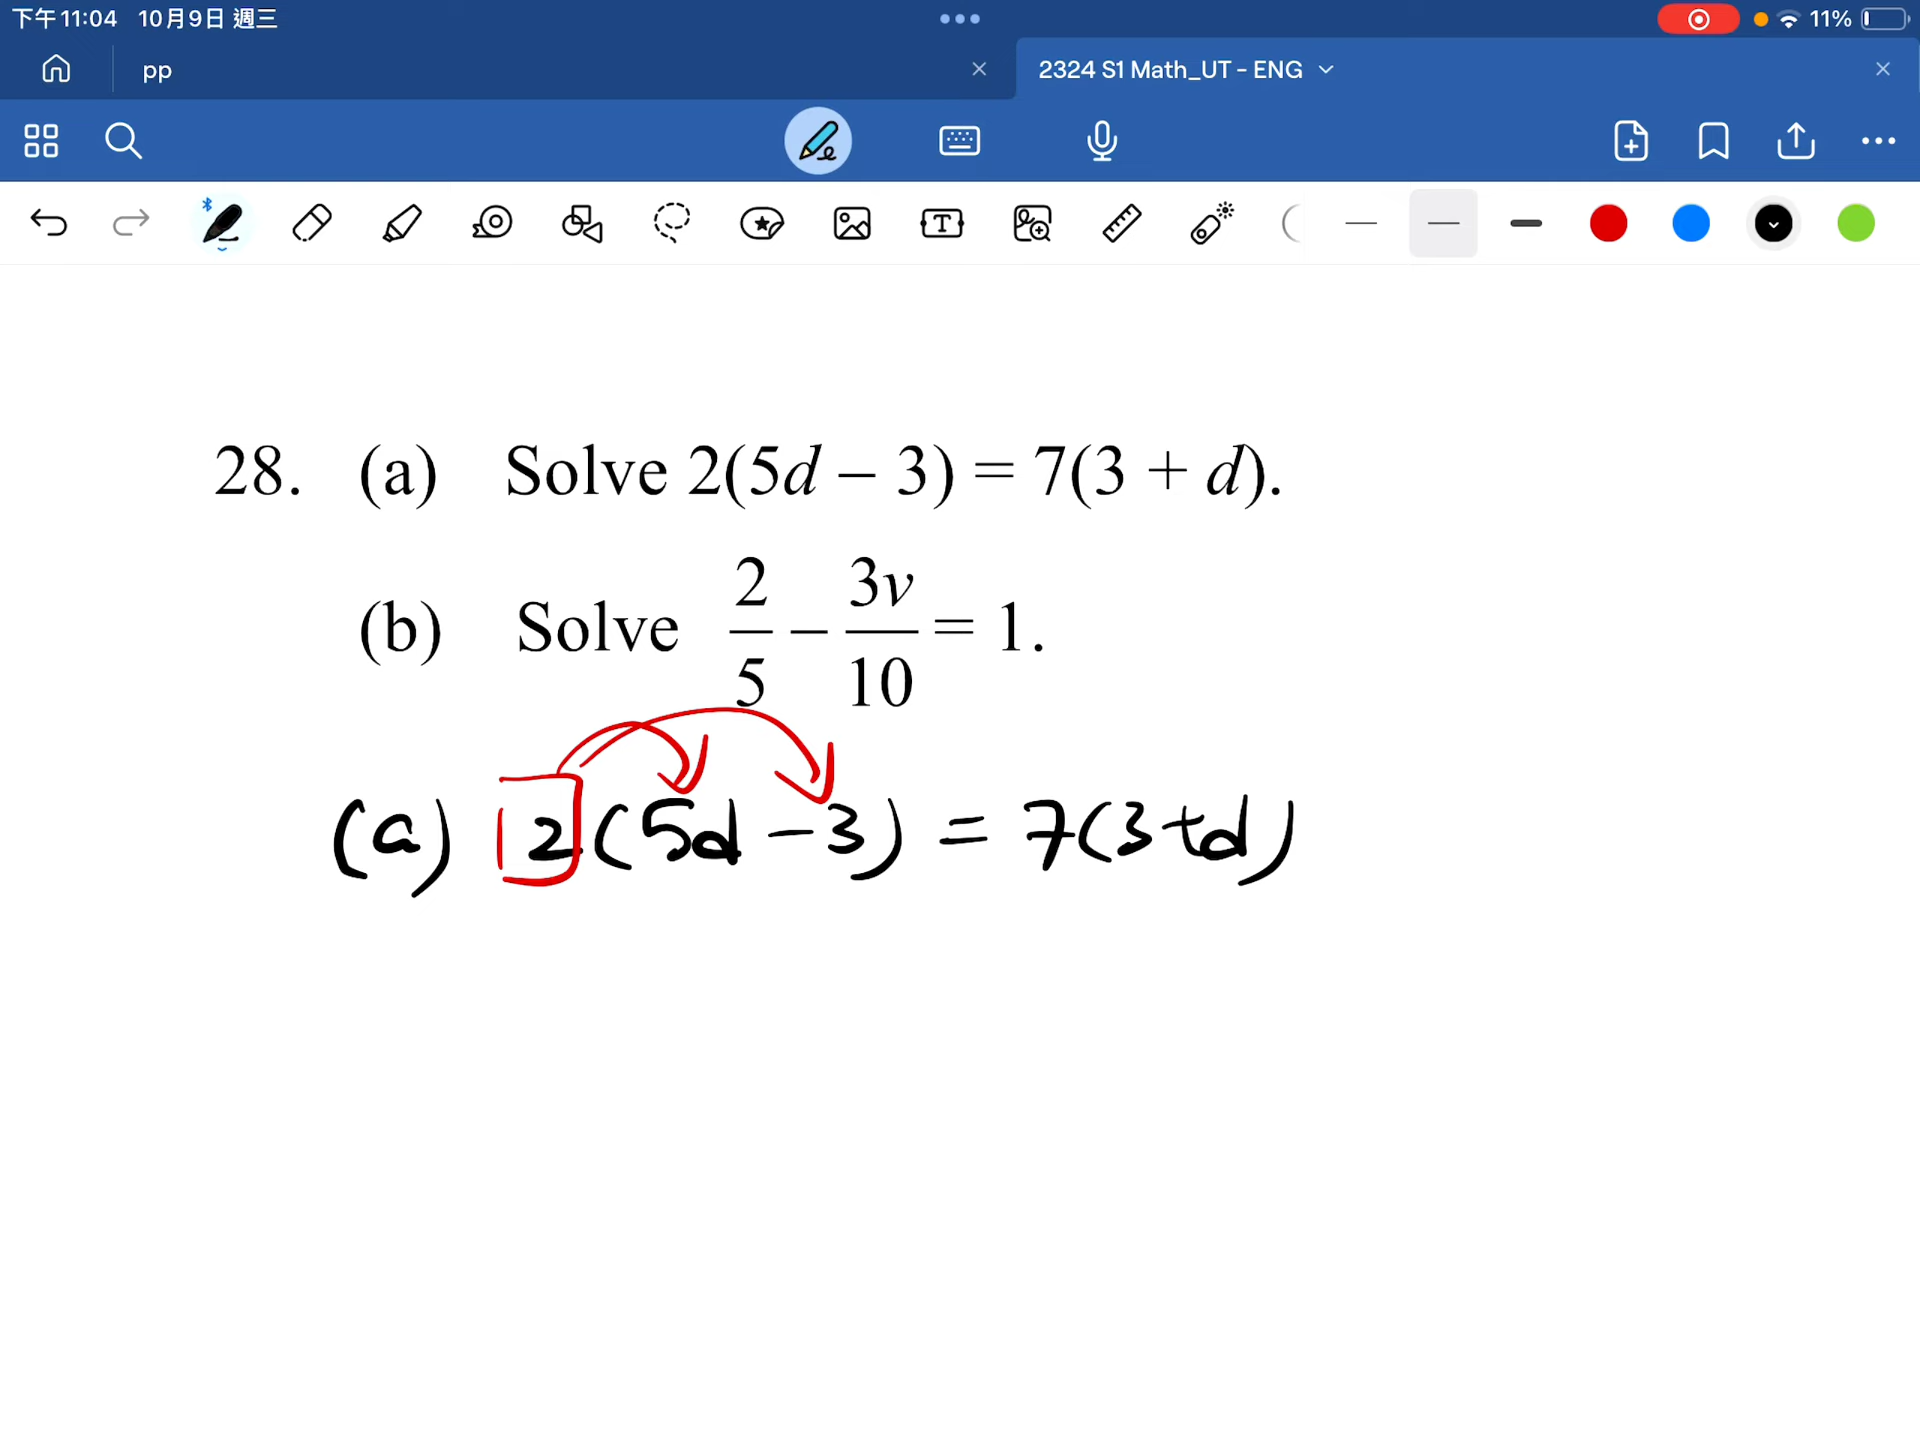 下午11:04 10月9日 週三 11%
pp 2324 S1 Math_UT - ENG
28. (a) Solve 2(5d – 3) = 7(3 + d).
(b) Solve 2/5 – 3v/10 = 1.
(a) 2(5d-3) = 7(3+d)